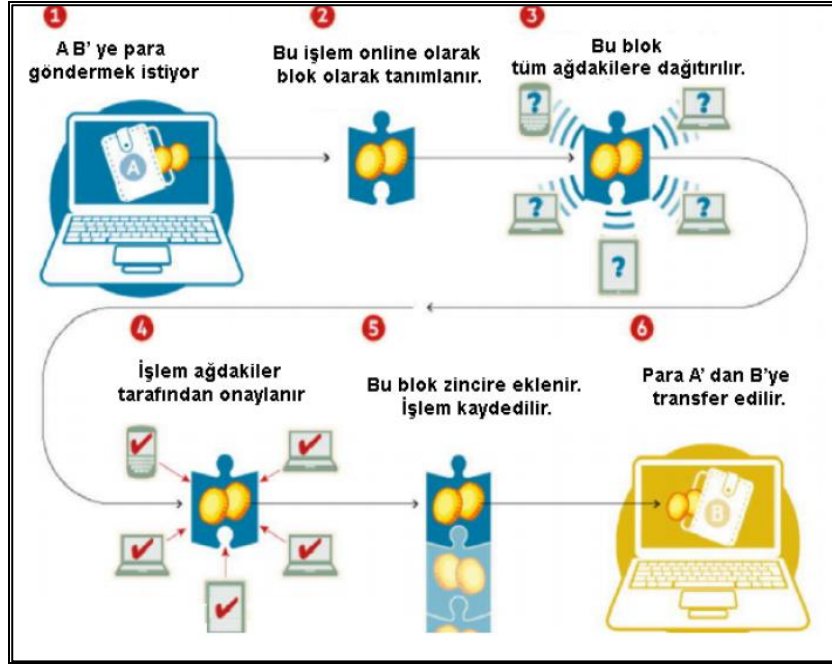 1
A B' ye para
göndermek istiyor
A
2
Bu işlem online olarak
blok olarak tanımlanır.
3
Bu blok
tüm ağdakilere dağıtırılır.
?
?
?
?
?
4
İşlem ağdakiler
tarafından onaylanır
5
Bu blok zincire eklenir.
İşlem kaydedilir.
6
Para A' dan B'ye
transfer edilir.
B